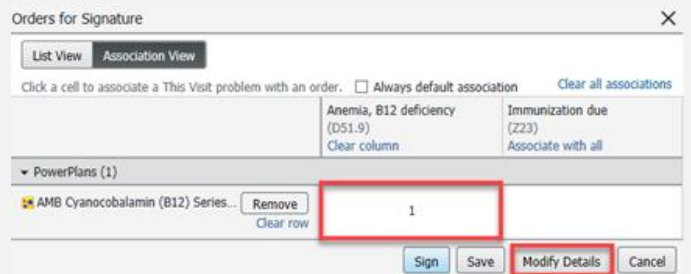 Orders for Signature
List View Association View
Click a cell to associate a This Visit problem with an order. Always default association Clear all associations
Anemia, B12 deficiency Immunization due
(D51.9) (Z23)
Clear column Associate with all
PowerPlans (1)
AMB Cyanocobalamin (B12) Series... Remove 1
Clear row
Sign Save Modify Details Cancel